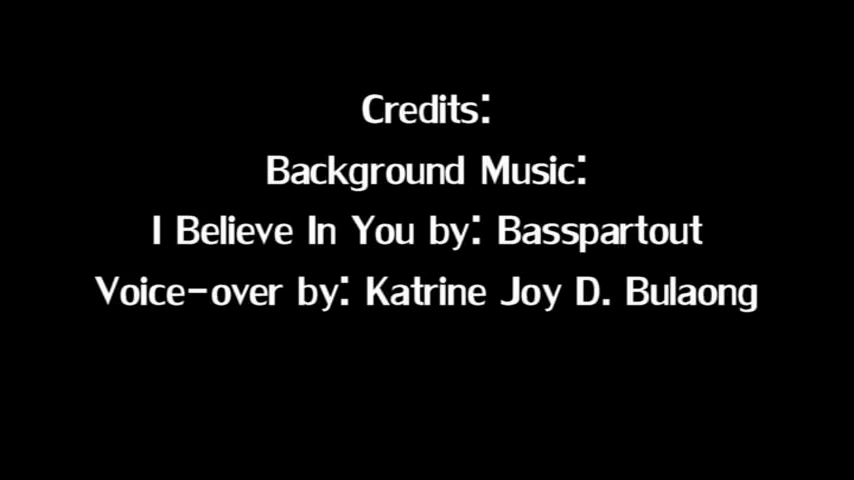 Credits:
Background Music:
I Believe In You by: Basspartout
Voice-over by: Katrine Joy D. Bulaong